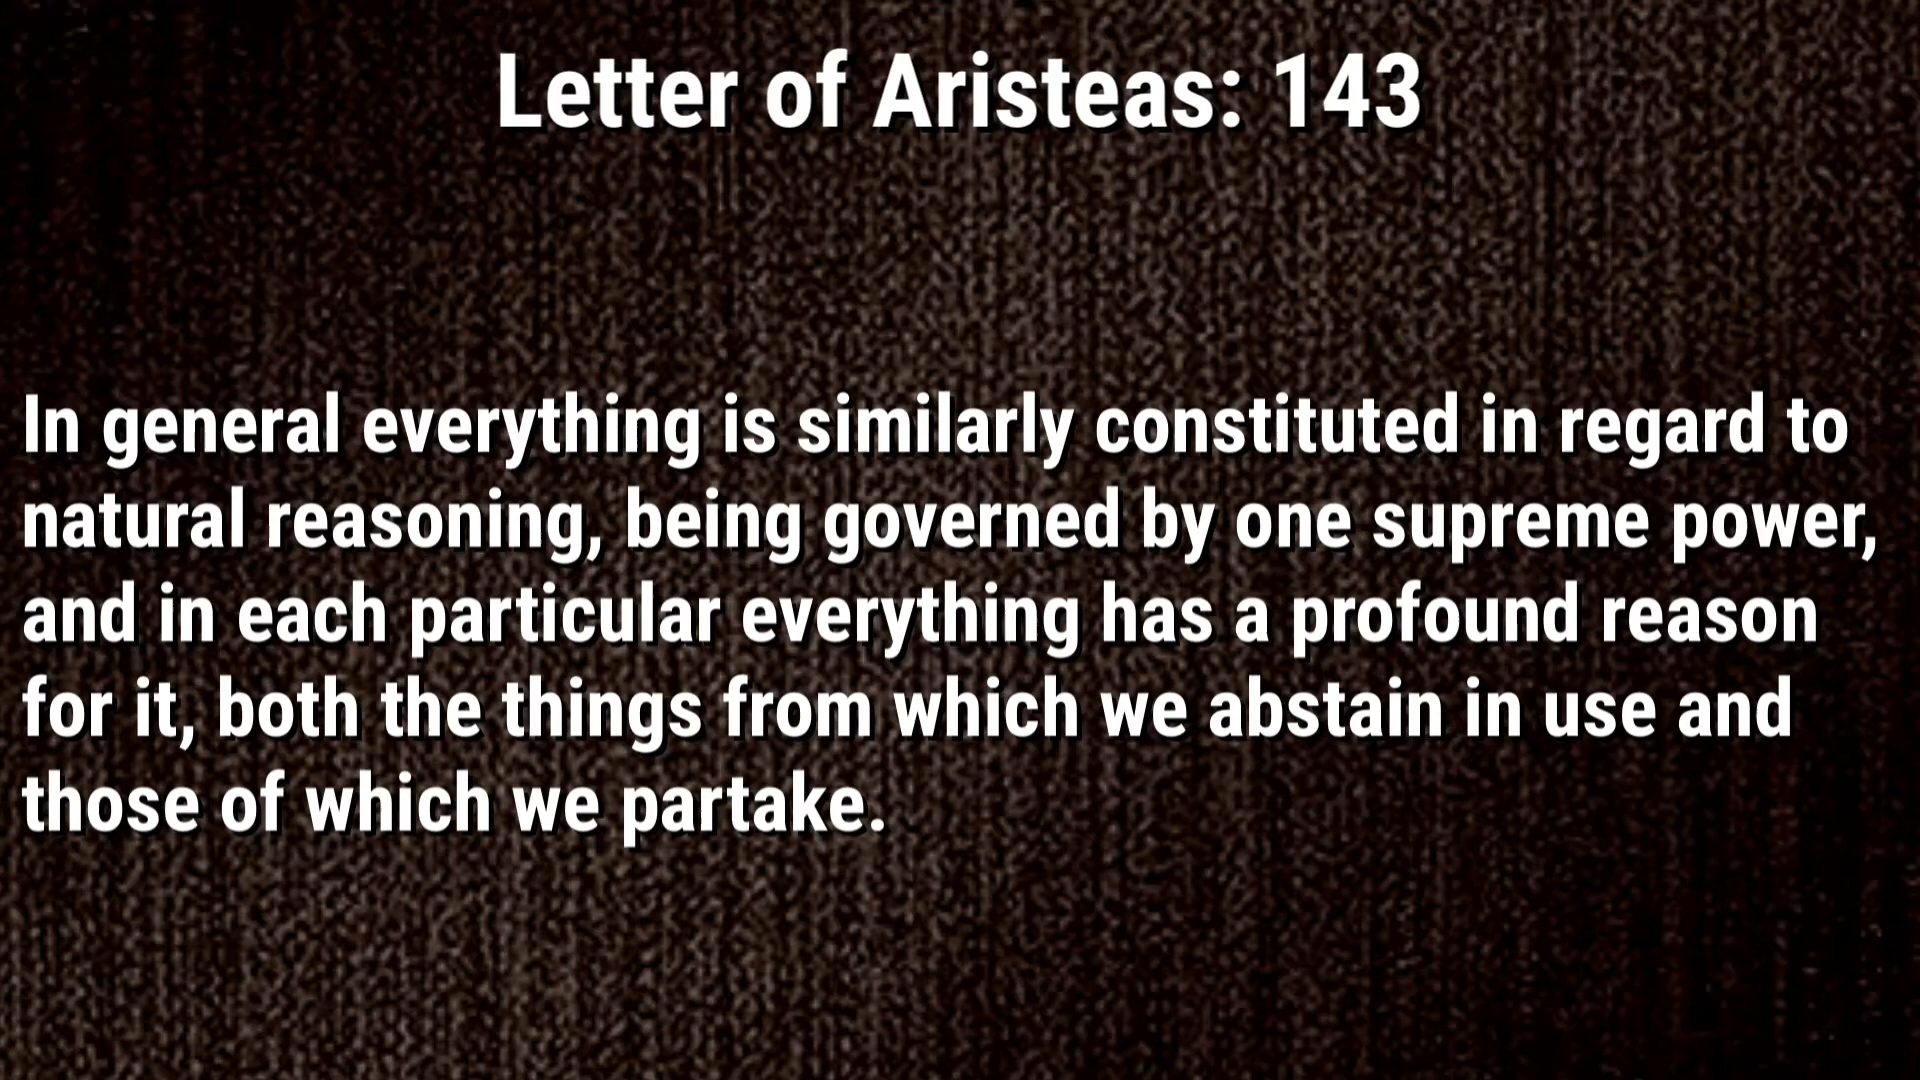 Letter of Aristeas: 143
In general everything is similarly constituted in regard to
natural reasoning, being governed by one supreme power,
and in each particular everything has a profound reason
for it, both the things from which we abstain in use and
those of which we partake.